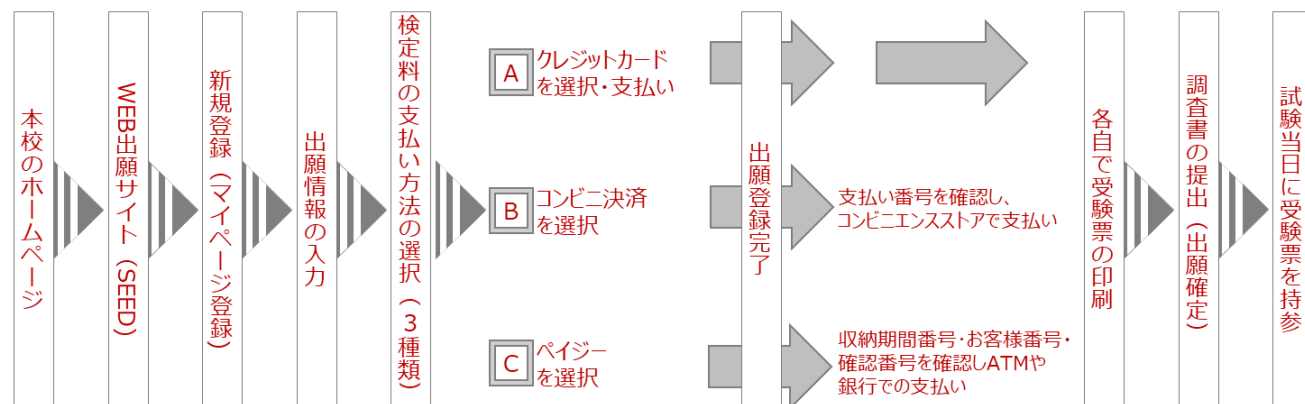 本校のホームページ
WEB出願サイト（SEED）
新規登録（マイページ登録）
出願情報の入力
検定料の支払い方法の選択（３種類）
A
クレジットカード
を選択・支払い
B
コンビニ決済
を選択
C
ペイジー
を選択
出願登録完了
支払い番号を確認し、
コンビニエンスストアで支払い
収納期間番号・お客様番号・
確認番号を確認しATMや
銀行での支払い
各自で受験票の印刷
調査書の提出（出願確定）
試験当日に受験票を持参